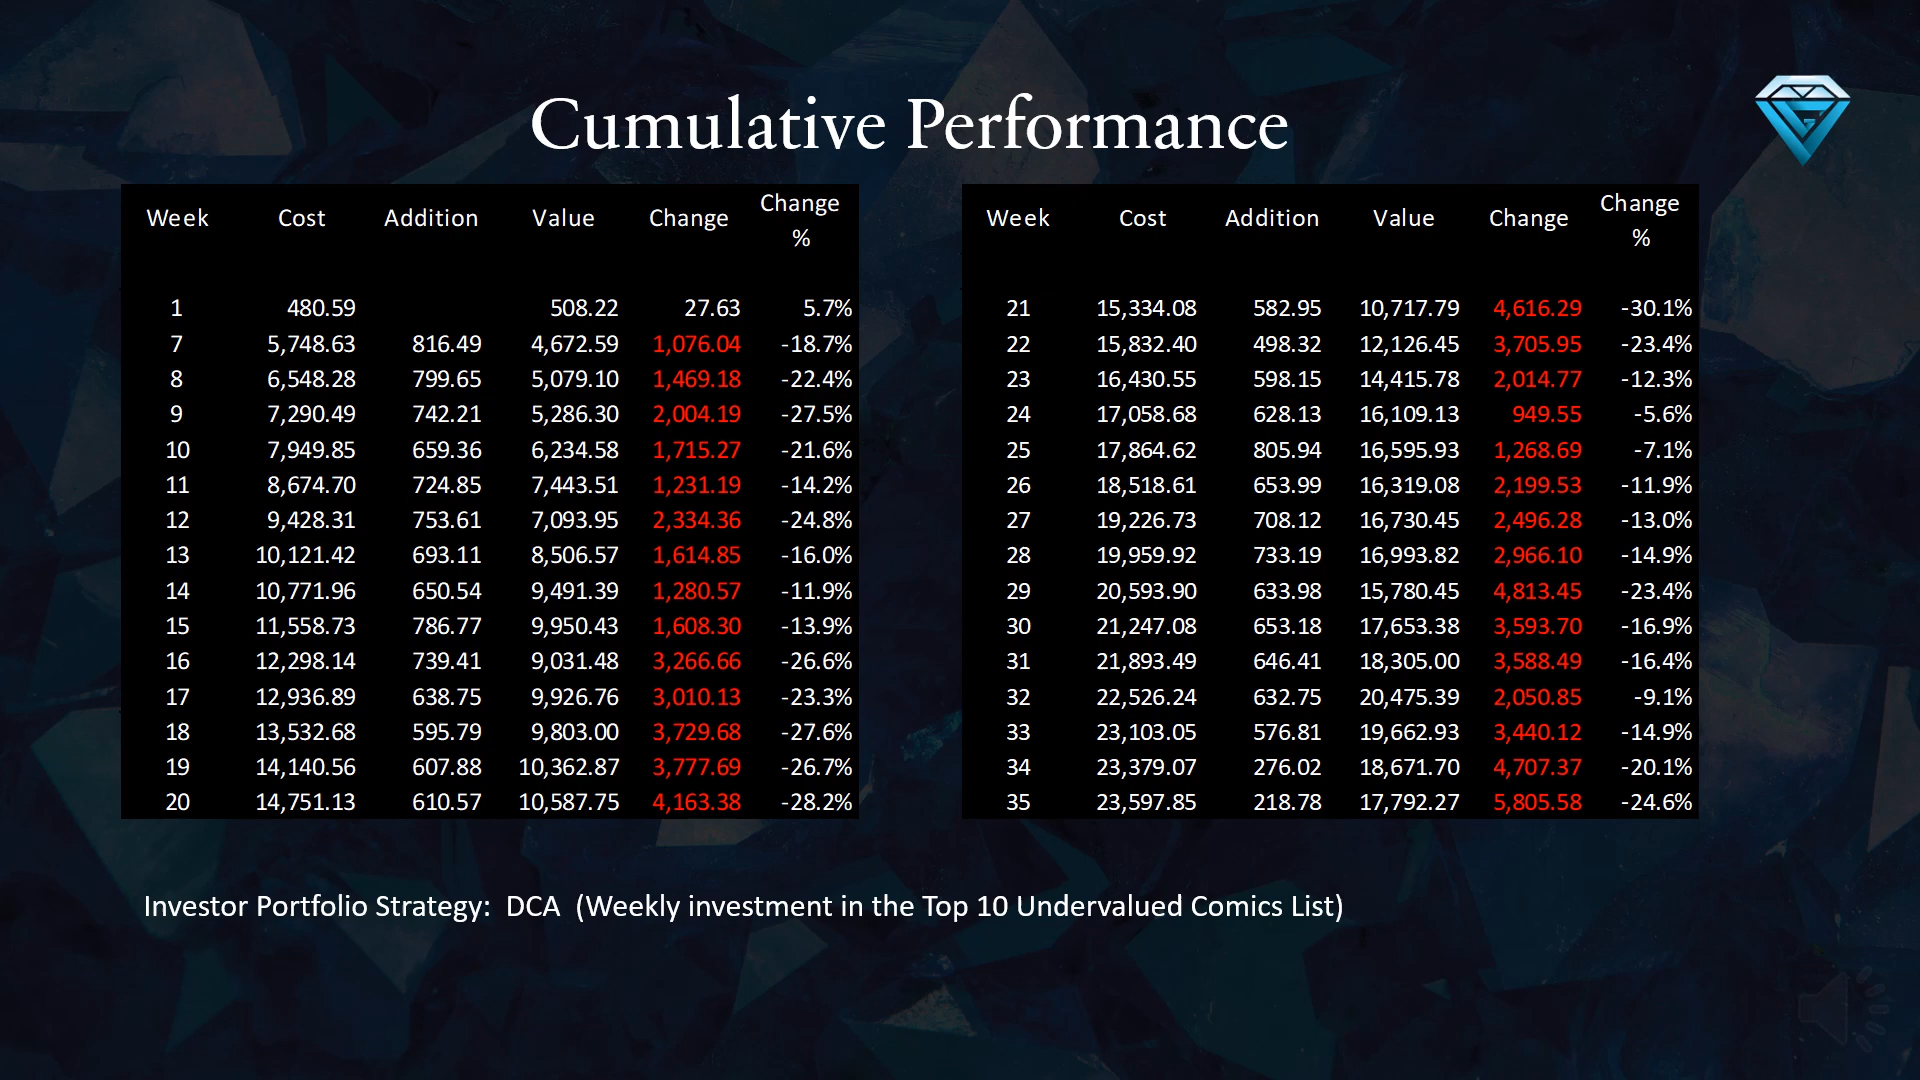 Cumulative Performance
Week Cost Addition Value Change Change %
1 480.59 508.22 27.63 5.7%
7 5,748.63 816.49 4,672.59 1,076.04 -18.7%
8 6,548.28 799.65 5,079.10 1,469.18 -22.4%
9 7,290.49 742.21 5,286.30 2,004.19 -27.5%
10 7,949.85 659.36 6,234.58 1,715.27 -21.6%
11 8,674.70 724.85 7,443.51 1,231.19 -14.2%
12 9,428.31 753.61 7,093.95 2,334.36 -24.8%
13 10,121.42 693.11 8,506.57 1,614.85 -16.0%
14 10,771.96 650.54 9,491.39 1,280.57 -11.9%
15 11,558.73 786.77 9,950.43 1,608.30 -13.9%
16 12,298.14 739.41 9,031.48 3,266.66 -26.6%
17 12,936.89 638.75 9,926.76 3,010.13 -23.3%
18 13,532.68 595.79 9,803.00 3,729.68 -27.6%
19 14,140.56 607.88 10,362.87 3,777.69 -26.7%
20 14,751.13 610.57 10,587.75 4,163.38 -28.2%
Week Cost Addition Value Change Change %
21 15,334.08 582.95 10,717.79 4,616.29 -30.1%
22 15,832.40 498.32 12,126.45 3,705.95 -23.4%
23 16,430.55 598.15 14,415.78 2,014.77 -12.3%
24 17,058.68 628.13 16,109.13 949.55 -5.6%
25 17,864.62 805.94 16,595.93 1,268.69 -7.1%
26 18,518.61 653.99 16,319.08 2,199.53 -11.9%
27 19,226.73 708.12 16,730.45 2,496.28 -13.0%
28 19,959.92 733.19 16,993.82 2,966.10 -14.9%
29 20,593.90 633.98 15,780.45 4,813.45 -23.4%
30 21,247.08 653.18 17,653.38 3,593.70 -16.9%
31 21,893.49 646.41 18,305.00 3,588.49 -16.4%
32 22,526.24 632.75 20,475.39 2,050.85 -9.1%
33 23,103.05 576.81 19,662.93 3,440.12 -14.9%
34 23,379.07 276.02 18,671.70 4,707.37 -20.1%
35 23,597.85 218.78 17,792.27 5,805.58 -24.6%
Investor Portfolio Strategy: DCA (Weekly investment in the Top 10 Undervalued Comics List)